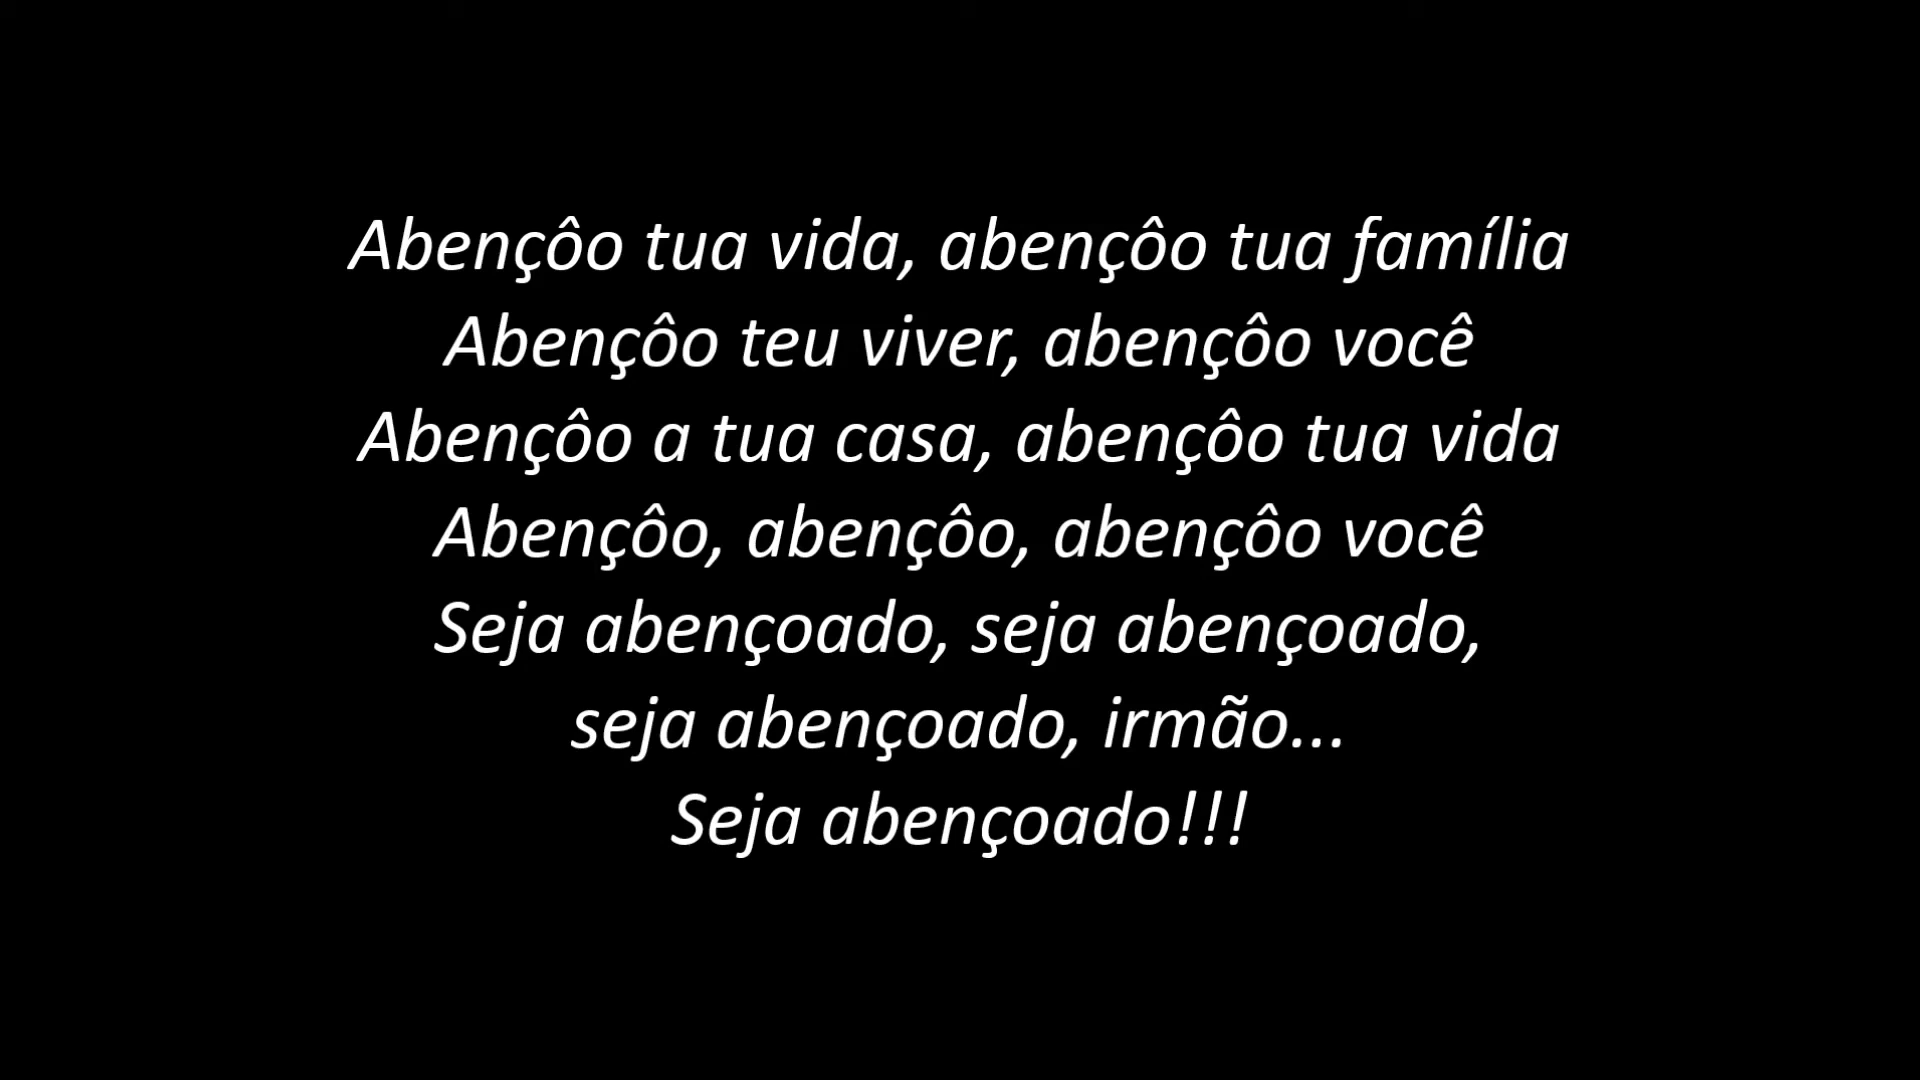 Abençôo tua vida, abençôo tua família
Abençôo teu viver, abençôo você
Abençôo a tua casa, abençôo tua vida
Abençôo, abençôo, abençôo você
Seja abençoado, seja abençoado,
seja abençoado, irmão...
Seja abençoado!!!